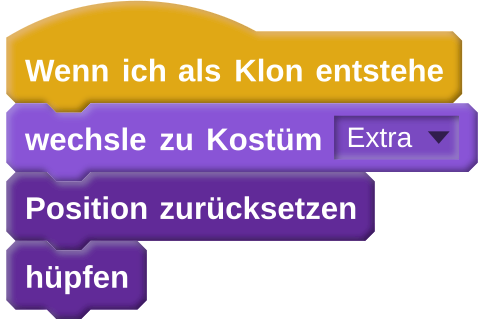 Wenn ich als Klon entstehe
wechsle zu Kostüm Extra
Position zurücksetzen
hüpfen